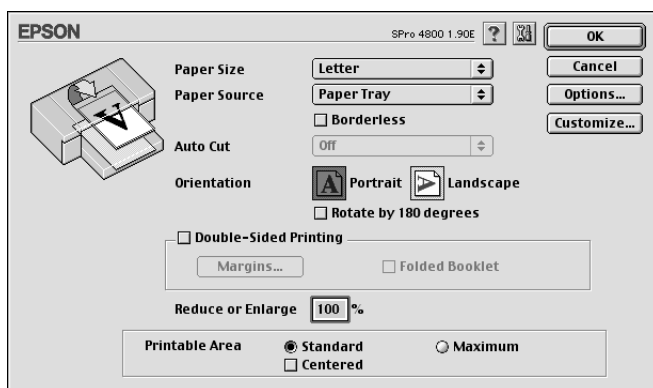 EPSON SPro 4800 1.90E ? OK
Paper Size Letter Cancel
Paper Source Paper Tray Options...
Borderless Customize...
Auto Cut Off
Orientation A Portrait A Landscape
Rotate by 180 degrees
Double-Sided Printing
Margins... Folded Booklet
Reduce or Enlarge 100 %
Printable Area Standard Maximum
Centered
A